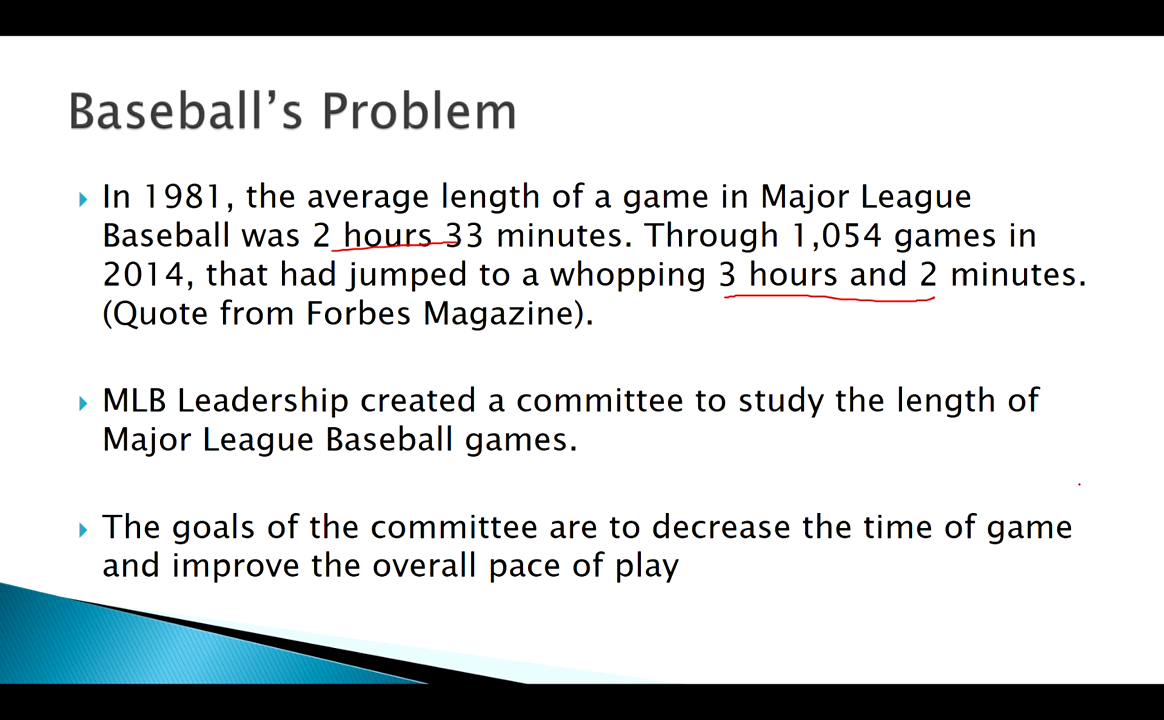 Baseball’s Problem
In 1981, the average length of a game in Major League
Baseball was 2 hours 33 minutes. Through 1,054 games in
2014, that had jumped to a whopping 3 hours and 2 minutes.
(Quote from Forbes Magazine).
MLB Leadership created a committee to study the length of
Major League Baseball games.
The goals of the committee are to decrease the time of game
and improve the overall pace of play